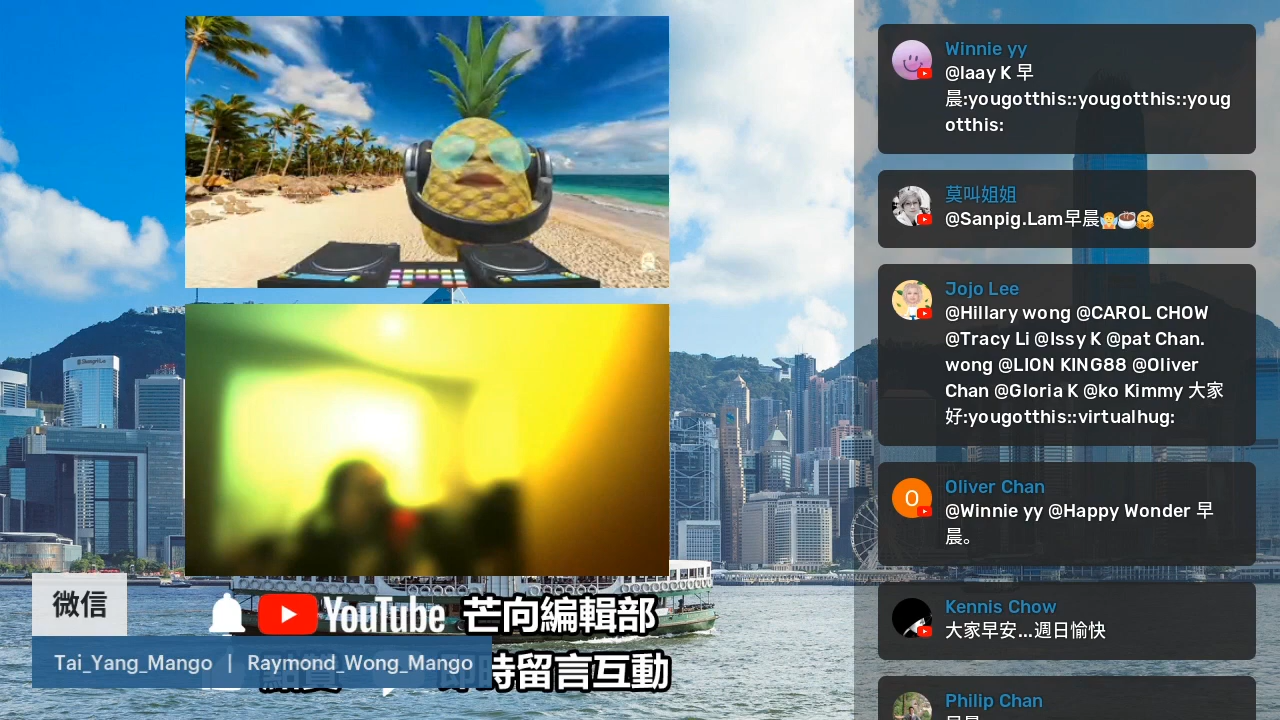 Winnie yy
@Iaay K 早
晨:yougotthis::yougotthis::youg
otthis:
莫叫姐姐
@Sanpig.Lam早晨
Jojo Lee
@Hillary wong @CAROL CHOW
@Tracy Li @Issy K @pat Chan.
wong @LION KING88 @Oliver
Chan @Gloria K @ko Kimmy 大家
好:yougotthis::virtualhug:
O
Oliver Chan
@Winnie yy @Happy Wonder 早
晨。
Kennis Chow
大家早安...週日愉快
Philip Chan
微信
Tai_Yang_Mango | Raymond_Wong_Mango
YouTube 芒向編輯部
即時留言互動